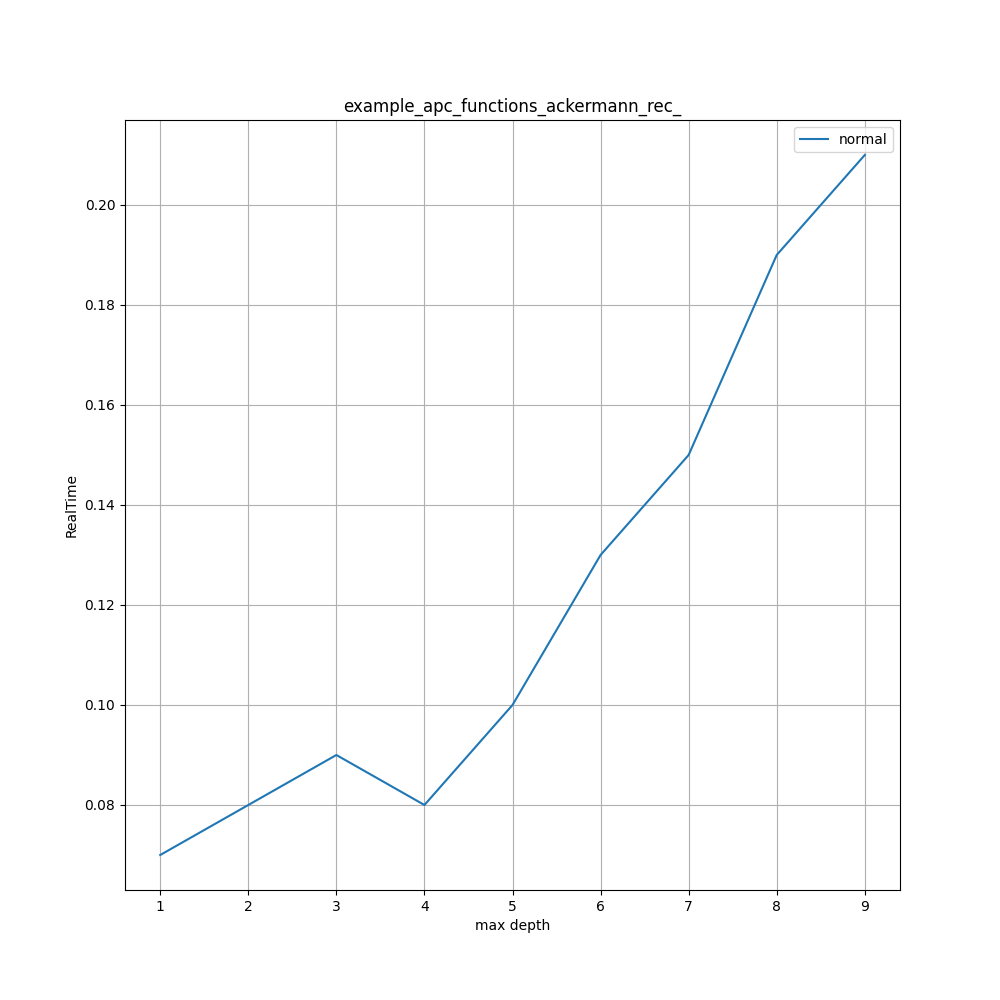 example_apc_functions_ackermann_rec_
normal
0.20
0.18
0.16
0.14
0.12
0.10
0.08
RealTime
1 2 3 4 5 6 7 8 9
max depth